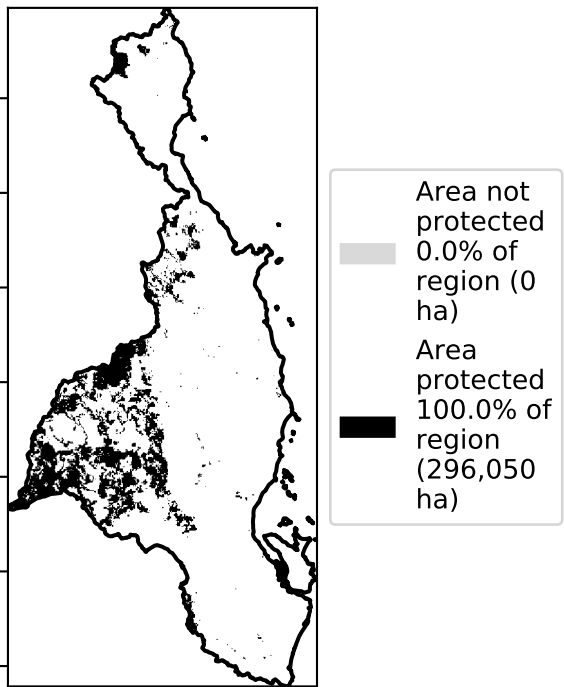 Area not
protected
0.0% of
region (0
ha)
Area
protected
100.0% of
region
(296,050
ha)